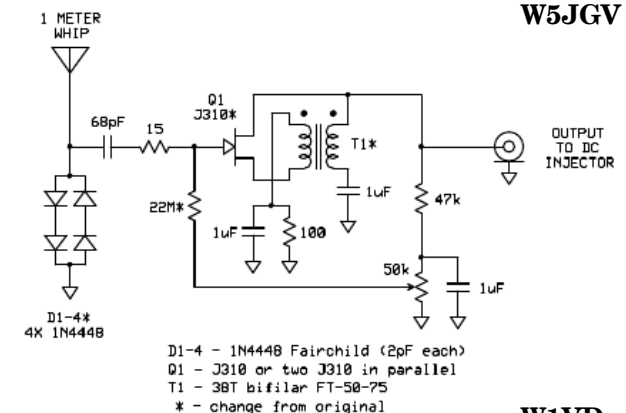 W5JGV
1 METER
WHIP
Q1
J310*
68pF
15
T1*
OUTPUT
TO DC
INJECTOR
1uF
47k
22M*
1uF
100
50k
1uF
D1-4*
4X 1N4448
D1-4 - 1N4448 Fairchild (2pF each)
Q1 - J310 or two J310 in parallel
T1 - 38T bifilar FT-50-75
* - change from original